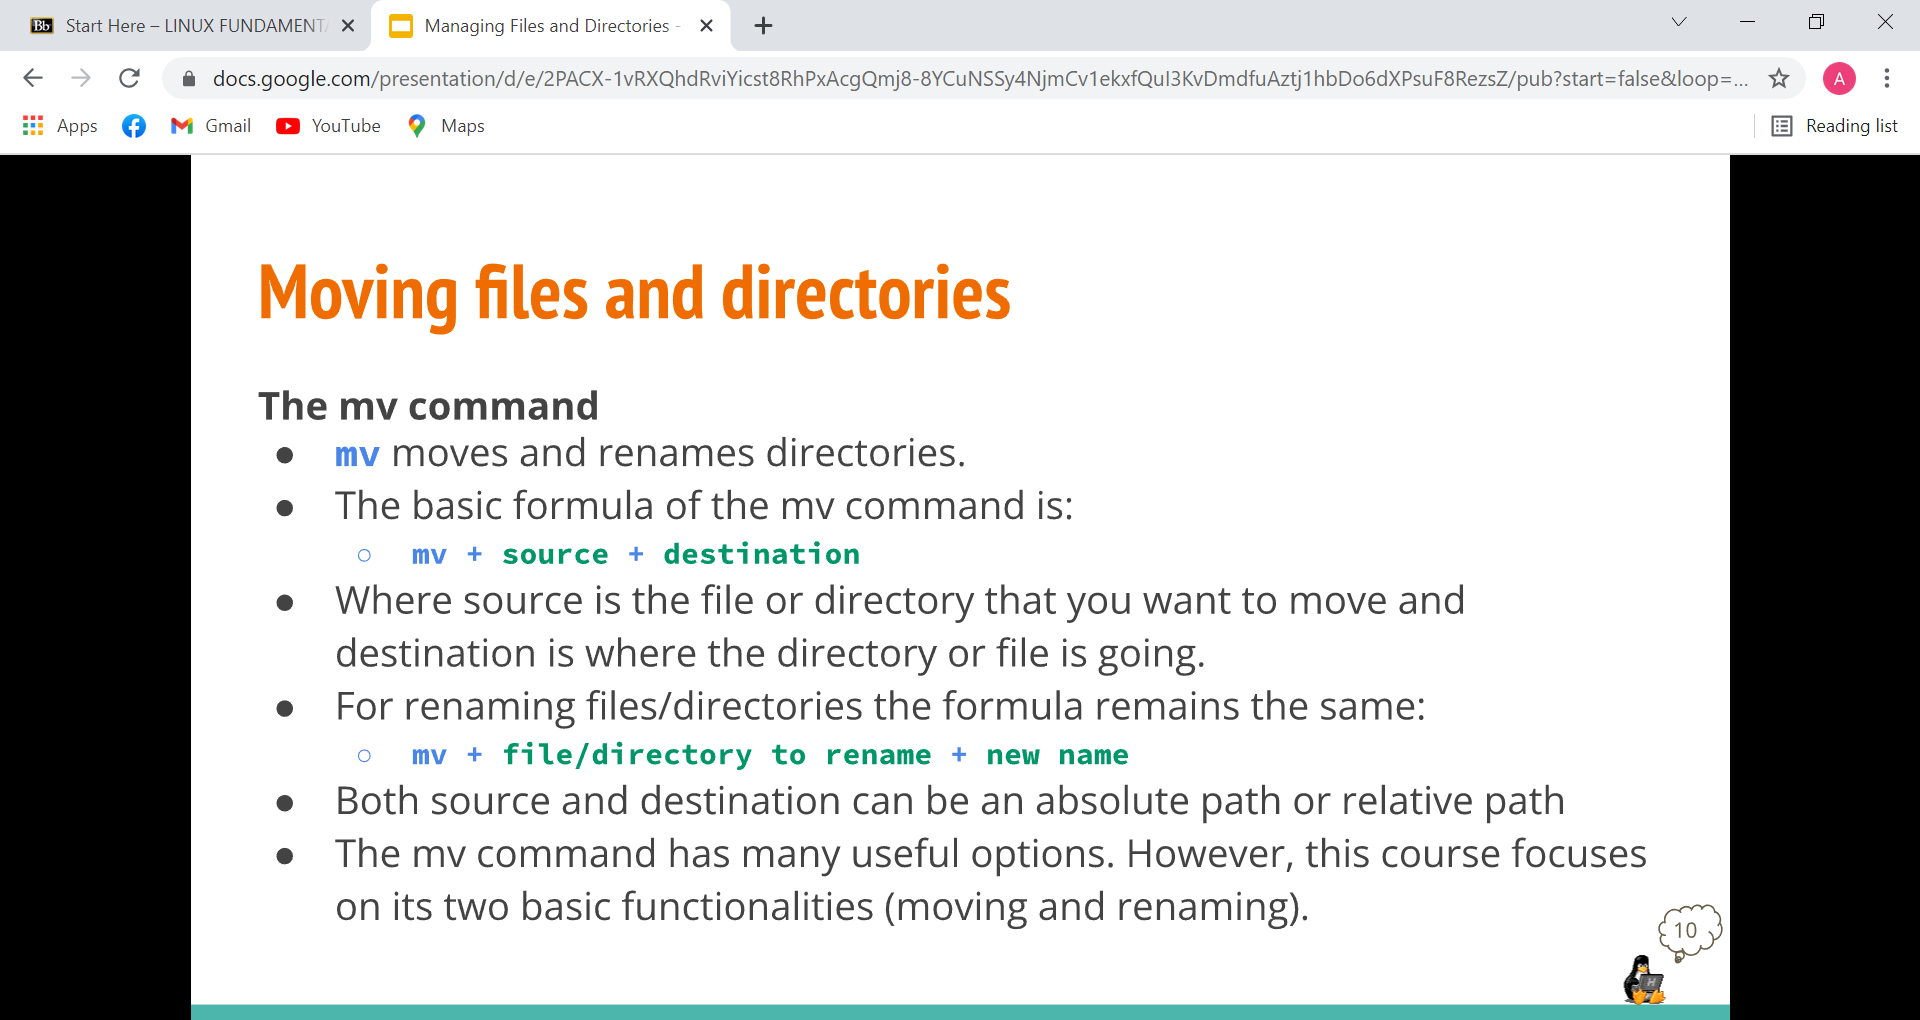 Start Here – LINUX FUNDAMENT
Managing Files and Directories -
docs.google.com/presentation/d/e/2PACX-1vRXQhdRviYicst8RhPxAcgQmj8-8YCuNSSy4NjmCv1ekxfQuI3KvDmdfuAztj1hbDo6dXPsuF8RezsZ/pub?start=false&loop=...
A
Apps
Gmail
YouTube
Maps
Reading list
Moving files and directories
The mv command
● mv moves and renames directories.
● The basic formula of the mv command is:
○ mv + source + destination
● Where source is the file or directory that you want to move and
destination is where the directory or file is going.
● For renaming files/directories the formula remains the same:
○ mv + file/directory to rename + new name
● Both source and destination can be an absolute path or relative path
● The mv command has many useful options. However, this course focuses
on its two basic functionalities (moving and renaming).
10